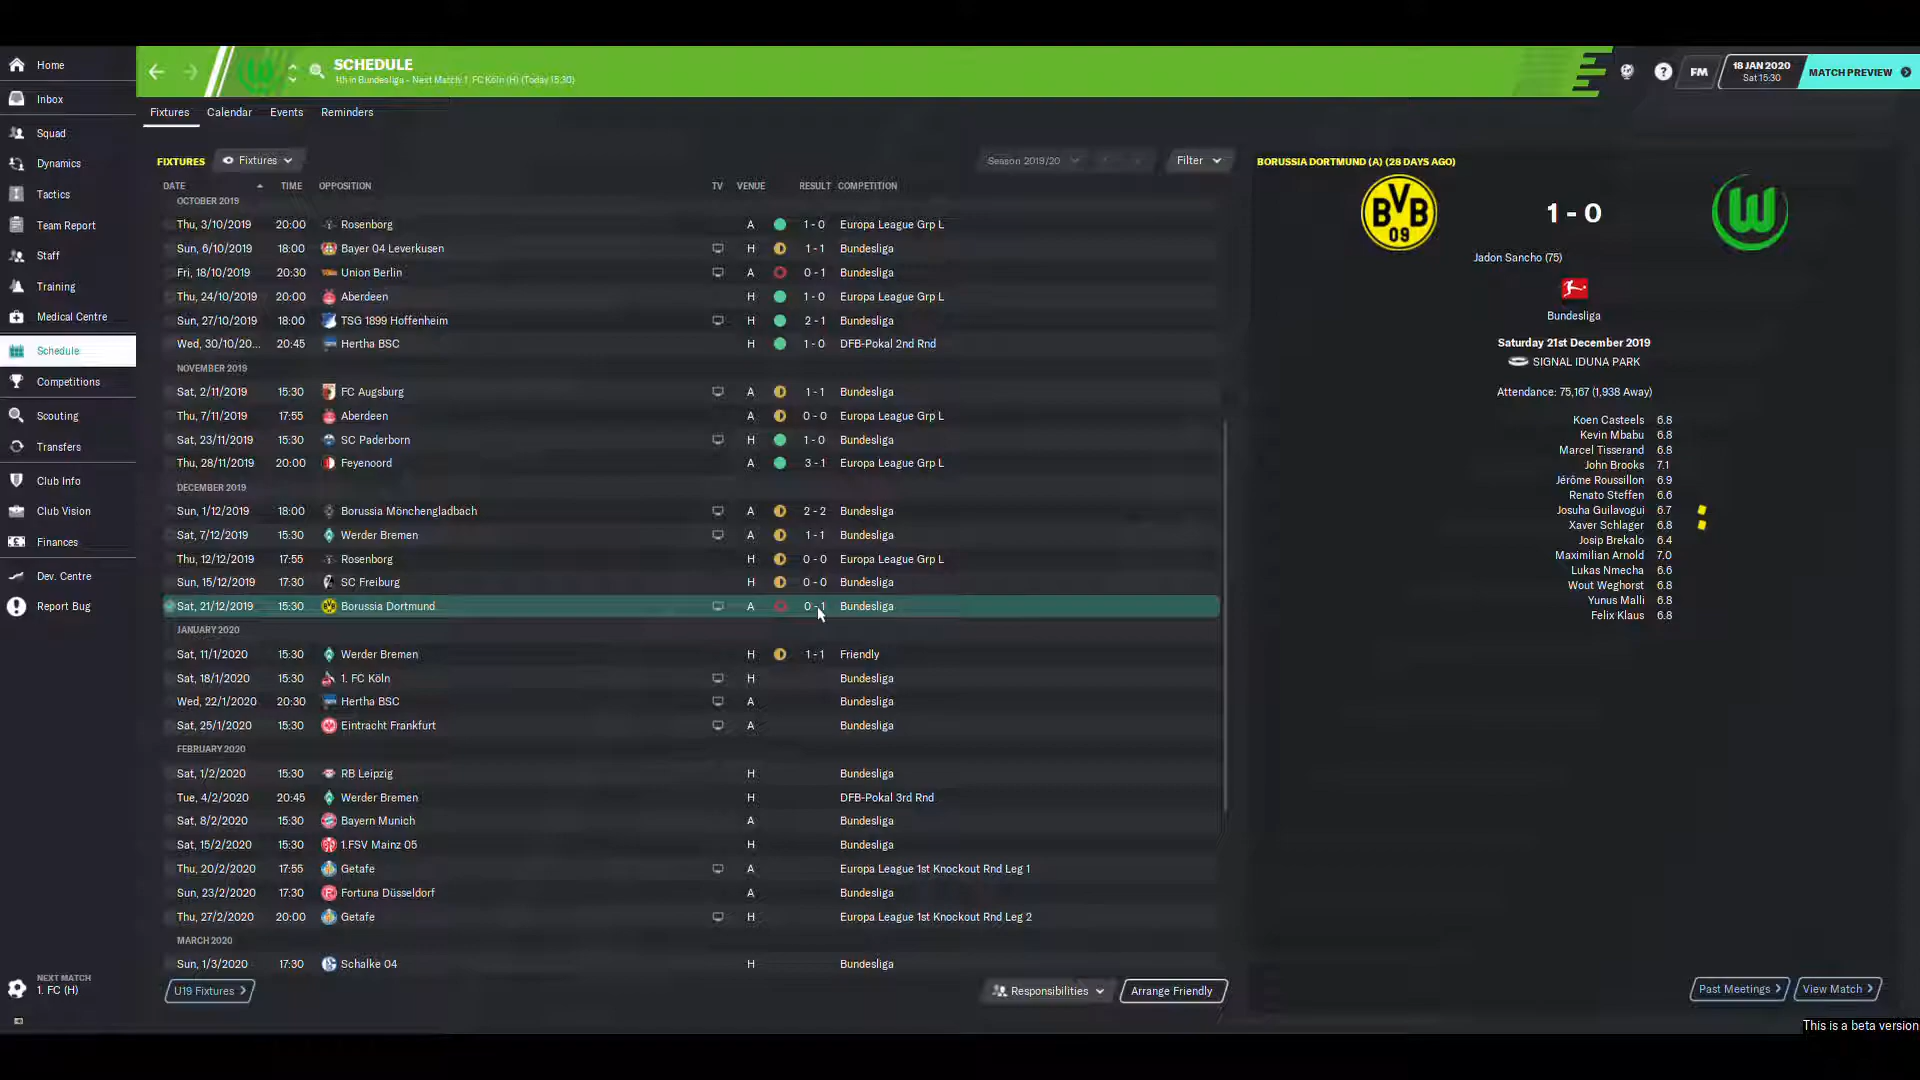 Home
Inbox
Squad
Dynamics
Tactics
Team Report
Staff
Training
Medical Centre
Schedule
Competitions
Scouting
Transfers
Club Info
Club Vision
Finances
Dev. Centre
Report Bug
NEXT MATCH
1. FC (H)
SCHEDULE
4th in Bundesliga - Next Match: 1. FC Köln (H) (Today 15:30)
FM
18 JAN 2020
Sat 15:30
MATCH PREVIEW
Fixtures Calendar Events Reminders
FIXTURES Fixtures Season 2019/20 Filter
DATE TIME OPPOSITION TV VENUE RESULT COMPETITION
OCTOBER 2019
Thu, 3/10/2019 20:00 Rosenborg A 1 - 0 Europa League Grp L
Sun, 6/10/2019 18:00 Bayer 04 Leverkusen H 1 - 1 Bundesliga
Fri, 18/10/2019 20:30 Union Berlin A 0 - 1 Bundesliga
Thu, 24/10/2019 20:00 Aberdeen H 1 - 0 Europa League Grp L
Sun, 27/10/2019 18:00 TSG 1899 Hoffenheim H 2 - 1 Bundesliga
Wed, 30/10/20... 20:45 Hertha BSC H 1 - 0 DFB-Pokal 2nd Rnd
NOVEMBER 2019
Sat, 2/11/2019 15:30 FC Augsburg A 1 - 1 Bundesliga
Thu, 7/11/2019 17:55 Aberdeen A 0 - 0 Europa League Grp L
Sat, 23/11/2019 15:30 SC Paderborn H 1 - 0 Bundesliga
Thu, 28/11/2019 20:00 Feyenoord A 3 - 1 Europa League Grp L
DECEMBER 2019
Sun, 1/12/2019 18:00 Borussia Mönchengladbach A 2 - 2 Bundesliga
Sat, 7/12/2019 15:30 Werder Bremen A 1 - 1 Bundesliga
Thu, 12/12/2019 17:55 Rosenborg H 0 - 0 Europa League Grp L
Sun, 15/12/2019 17:30 SC Freiburg H 0 - 0 Bundesliga
Sat, 21/12/2019 15:30 Borussia Dortmund A 0 - 1 Bundesliga
JANUARY 2020
Sat, 11/1/2020 15:30 Werder Bremen H 1 - 1 Friendly
Sat, 18/1/2020 15:30 1. FC Köln H Bundesliga
Wed, 22/1/2020 20:30 Hertha BSC A Bundesliga
Sat, 25/1/2020 15:30 Eintracht Frankfurt A Bundesliga
FEBRUARY 2020
Sat, 1/2/2020 15:30 RB Leipzig H Bundesliga
Tue, 4/2/2020 20:45 Werder Bremen H DFB-Pokal 3rd Rnd
Sat, 8/2/2020 15:30 Bayern Munich A Bundesliga
Sat, 15/2/2020 15:30 1.FSV Mainz 05 H Bundesliga
Thu, 20/2/2020 17:55 Getafe A Europa League 1st Knockout Rnd Leg 1
Sun, 23/2/2020 17:30 Fortuna Düsseldorf A Bundesliga
Thu, 27/2/2020 20:00 Getafe H Europa League 1st Knockout Rnd Leg 2
MARCH 2020
Sun, 1/3/2020 17:30 Schalke 04 H Bundesliga
U19 Fixtures Responsibilities Arrange Friendly
BORUSSIA DORTMUND (A) (28 DAYS AGO)
BVB
09
1 - 0
W
Jadon Sancho (75)
Bundesliga
Saturday 21st December 2019
SIGNAL IDUNA PARK
Attendance: 75,167 (1,938 Away)
Koen Casteels 6.8
Kevin Mbabu 6.8
Marcel Tisserand 6.8
John Brooks 7.1
Jérôme Roussillon 6.9
Renato Steffen 6.6
Josuha Guilavogui 6.7
Xaver Schlager 6.8
Josip Brekalo 6.4
Maximilian Arnold 7.0
Lukas Nmecha 6.6
Wout Weghorst 6.8
Yunus Malli 6.8
Felix Klaus 6.8
Past Meetings View Match
This is a beta version